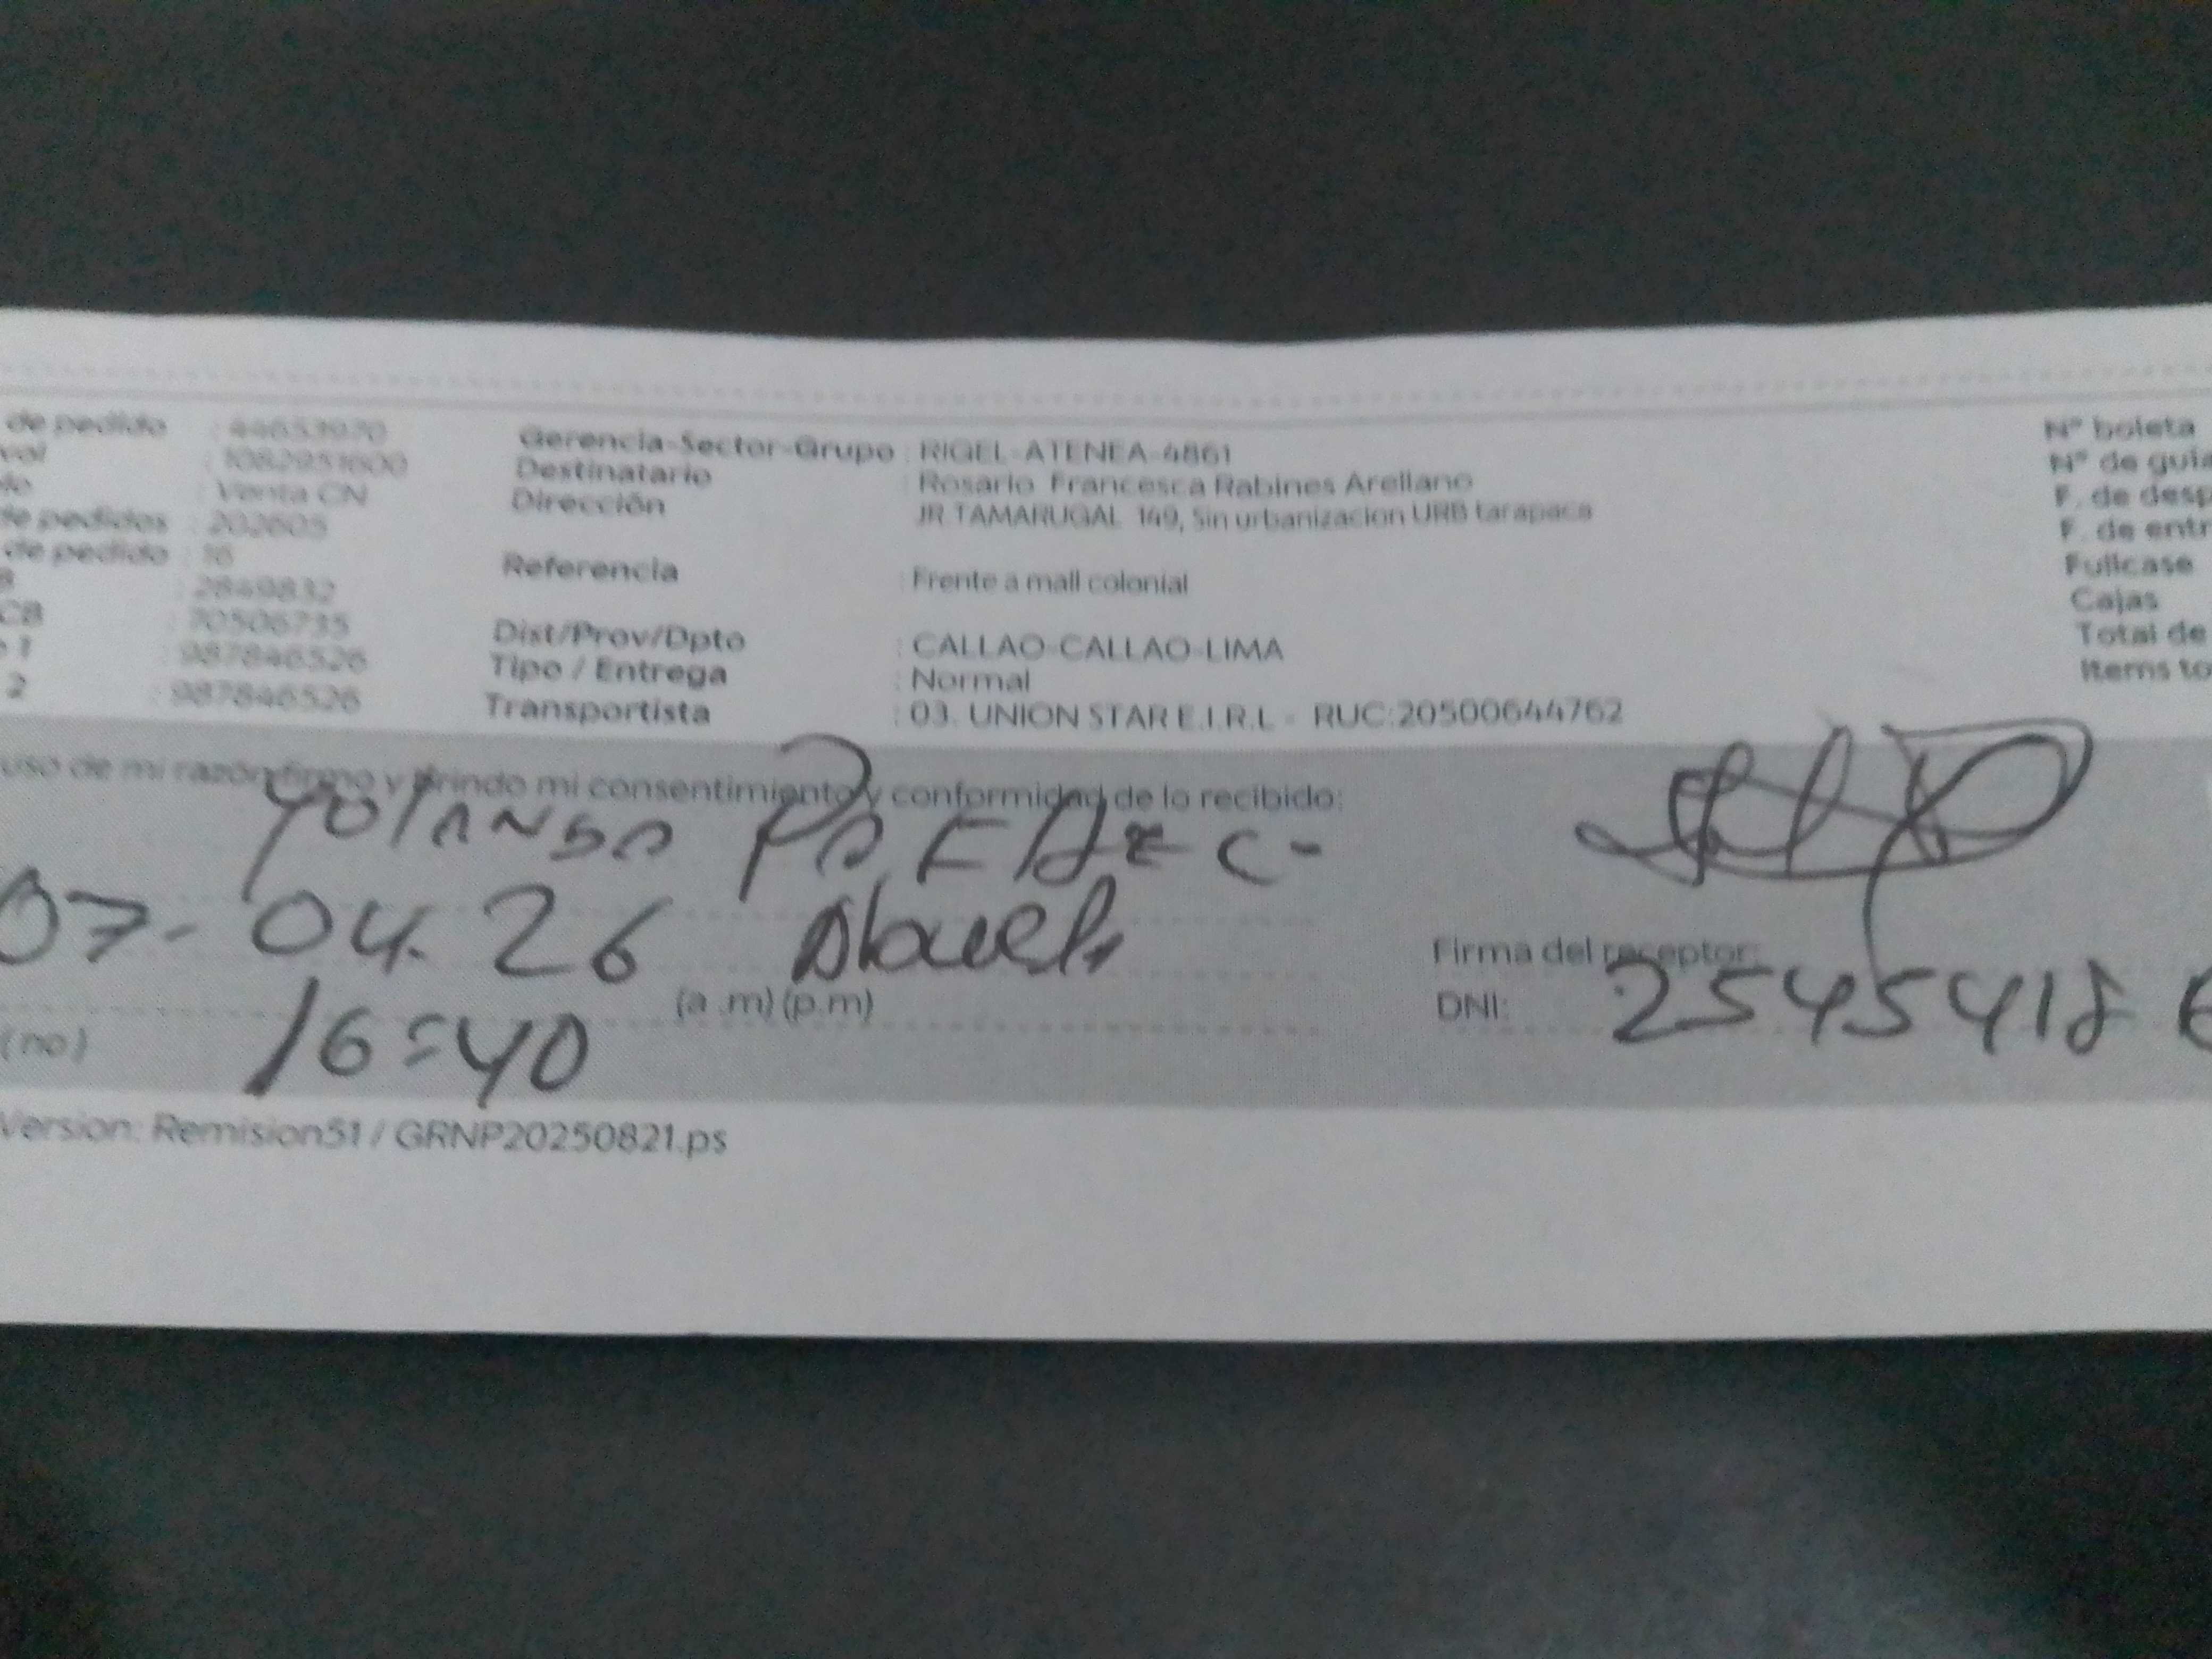 de pedido : 44653970
: 1082951600
: Venta CN
de pedidos : 202605
de pedido : 16
: 2849832
CB : 70506735
1 : 987846526
2 : 987846526
Gerencia-Sector-Grupo : RIGEL-ATENEA-4861
Destinatario : Rosario Francesca Rabines Arellano
Dirección : JR TAMARUGAL 149, Sin urbanizacion URB tarapaca
Referencia : Frente a mall colonial
Dist/Prov/Dpto : CALLAO-CALLAO-LIMA
Tipo / Entrega : Normal
Transportista : 03. UNION STAR E.I.R.L - RUC:20500644762
N° boleta
N° de guia
F. de desp
F. de entr
Fullcase
Cajas
Total de
Items to
uso de mi razón firmo y brindo mi consentimiento y conformidad de lo recibido:
Yolanda
07-04.26 Abuela
16:40 (a .m) (p.m)
(no)
Firma del receptor:
DNI: 2545418
Version: Remision51 / GRNP20250821.ps